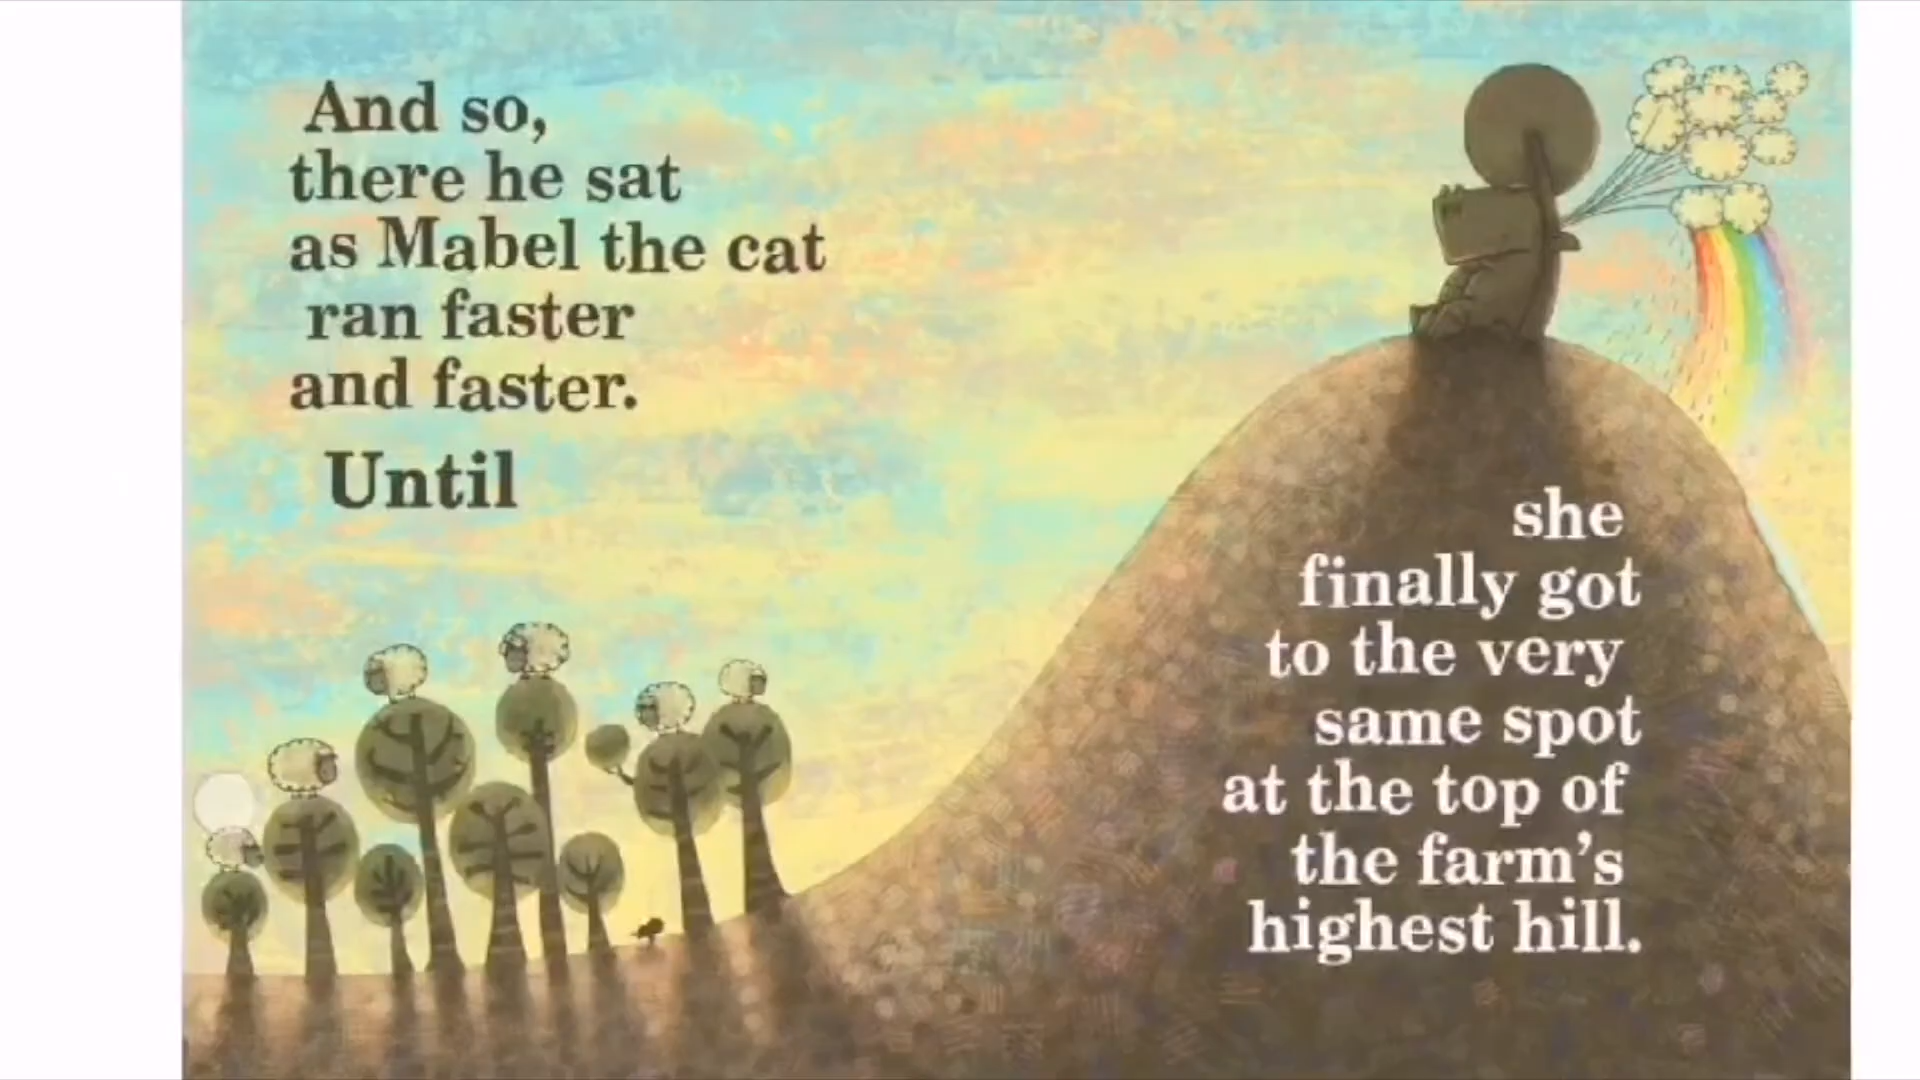 And so,
there he sat
as Mabel the cat
ran faster
and faster.
Until
she
finally got
to the very
same spot
at the top of
the farm's
highest hill.